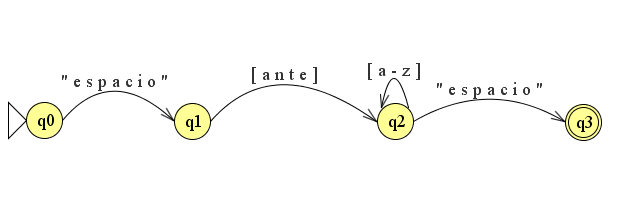 "espacio"
[ante]
[a-z]
"espacio"
q0
q1
q2
q3